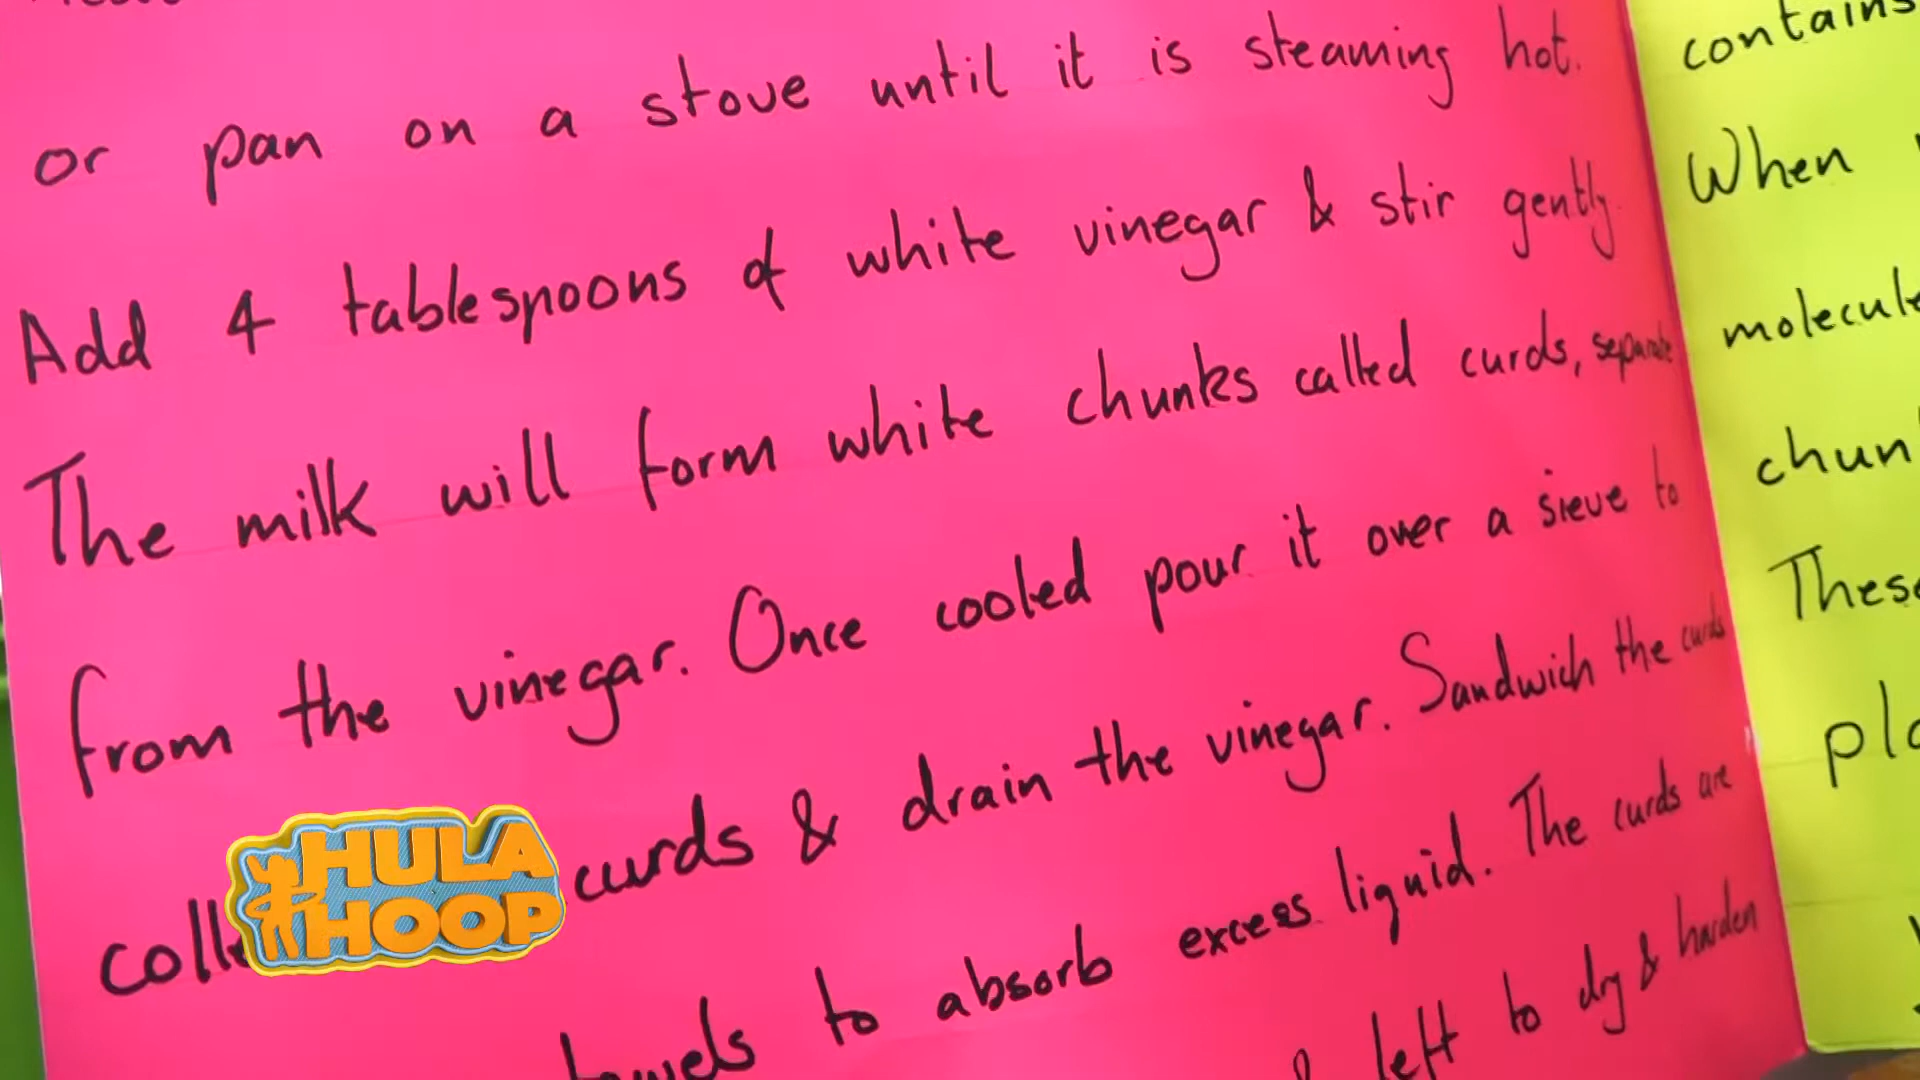 or pan on a stove until it is steaming hot.
Add 4 tablespoons of white vinegar & stir gently.
The milk will form white chunks called curds, separate
from the vinegar. Once cooled pour it over a sieve to
curds & drain the vinegar. Sandwich the curds
towels to absorb excess liquid. The curds are
left to dry & harden
HULA
HOOP
contains
When
These